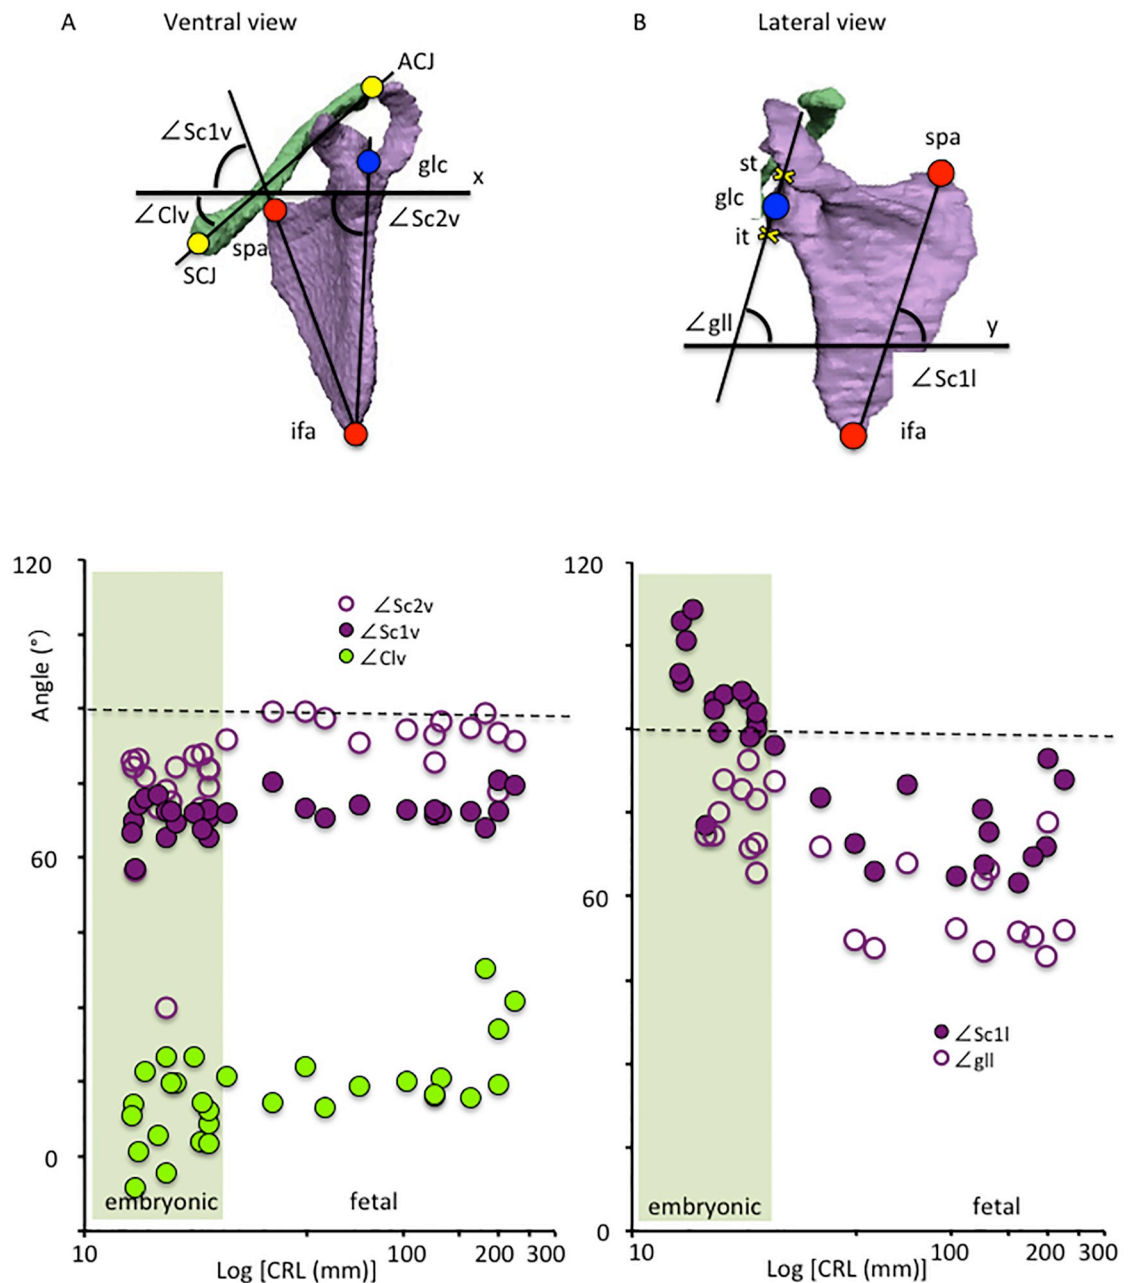 A Ventral view
ACJ
∠Sc1v
glc
x
∠Clv
∠Sc2v
spa
SCJ
ifa
B Lateral view
spa
st
glc
it
∠gll
y
∠Sc1l
ifa
120
∠Sc2v
∠Sc1v
∠Clv
Angle (°)
60
0
embryonic fetal
10 100 200 300
Log [CRL (mm)]
120
60
∠Sc1l
∠gll
embryonic fetal
0
10 100 200 300
Log [CRL (mm)]